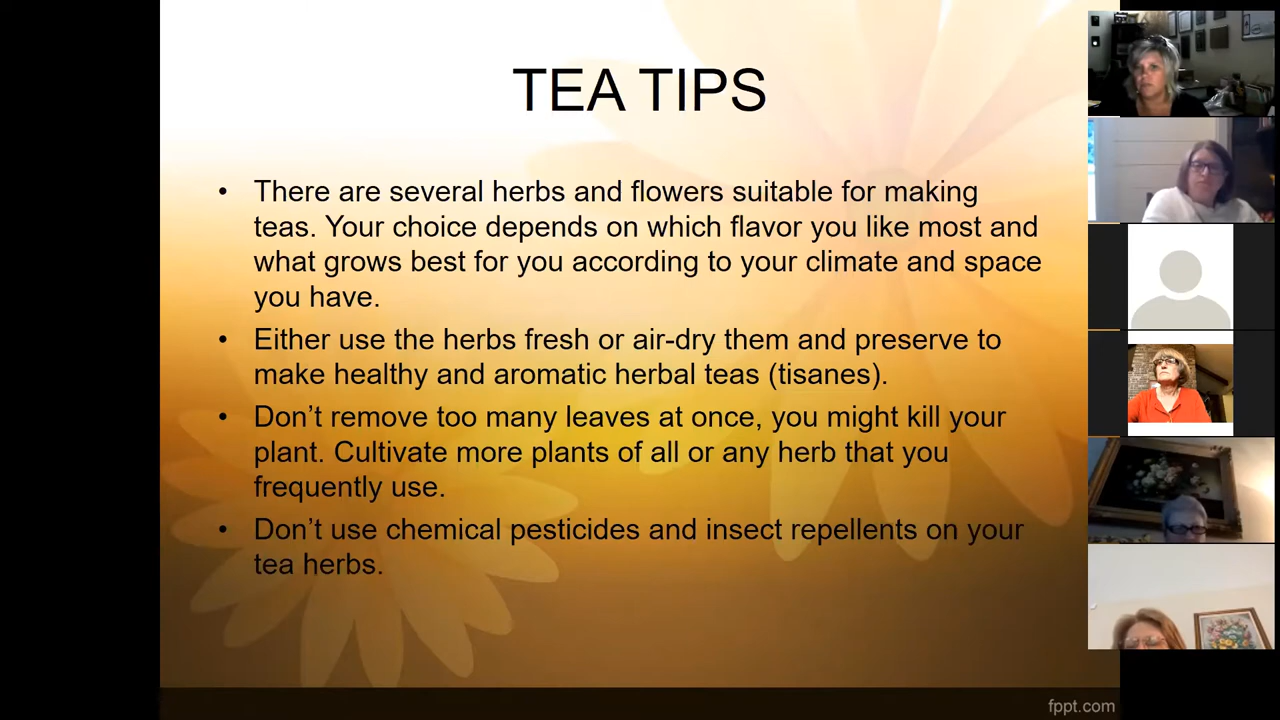 TEA TIPS
• There are several herbs and flowers suitable for making
teas. Your choice depends on which flavor you like most and
what grows best for you according to your climate and space
you have.
• Either use the herbs fresh or air-dry them and preserve to
make healthy and aromatic herbal teas (tisanes).
• Don’t remove too many leaves at once, you might kill your
plant. Cultivate more plants of all or any herb that you
frequently use.
• Don’t use chemical pesticides and insect repellents on your
tea herbs.
fppt.com